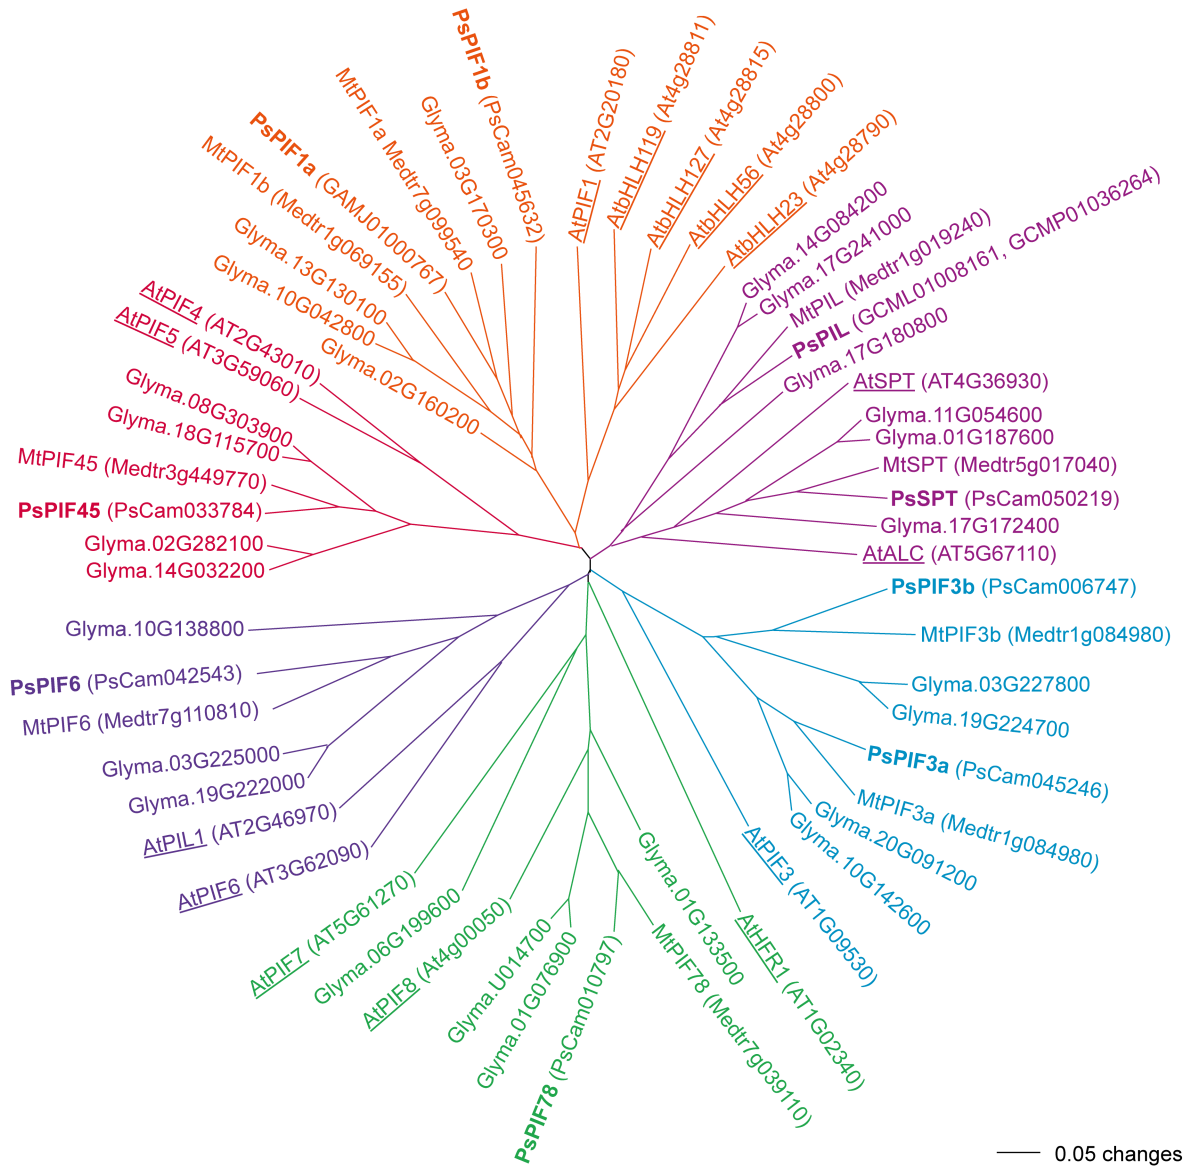 PsPIF1b (PsCam045632)
AtPIF1 (AT2G20180)
AtbHLH119 (At4g28811)
AtbHLH127 (At4g28815)
AtbHLH56 (At4g28800)
AtbHLH23 (At4g28790)
Glyma.14G084200
Glyma.17G241000
MtPIL (Medtr1g019240)
PsPIL (GCML01008161, GCMP01036264)
Glyma.17G180800
AtSPT (AT4G36930)
Glyma.11G054600
Glyma.01G187600
MtSPT (Medtr5g017040)
PsSPT (PsCam050219)
Glyma.17G172400
AtALC (AT5G67110)
PsPIF3b (PsCam006747)
MtPIF3b (Medtr1g084980)
Glyma.03G227800
Glyma.19G224700
PsPIF3a (PsCam045246)
MtPIF3a (Medtr1g084980)
Glyma.20G091200
Glyma.10G142600
AtPIF3 (AT1G09530)
AtHFR1 (AT1G02340)
Glyma.01G133500
MtPIF78 (Medtr7g039110)
PsPIF78 (PsCam010797)
Glyma.01G076900
Glyma.U014700
AtPIF8 (At4g00050)
Glyma.06G199600
AtPIF7 (AT5G61270)
AtPIF6 (AT3G62090)
AtPIL1 (AT2G46970)
Glyma.19G222000
Glyma.03G225000
MtPIF6 (Medtr7g110810)
PsPIF6 (PsCam042543)
Glyma.10G138800
Glyma.14G032200
Glyma.02G282100
PsPIF45 (PsCam033784)
MtPIF45 (Medtr3g449770)
Glyma.18G115700
Glyma.08G303900
AtPIF5 (AT3G59060)
AtPIF4 (AT2G43010)
Glyma.02G160200
Glyma.10G042800
Glyma.13G130100
MtPIF1b (Medtr1g069155)
PsPIF1a (GAMJ01000767)
MtPIF1a Medtr7g099540
Glyma.03G170300
0.05 changes